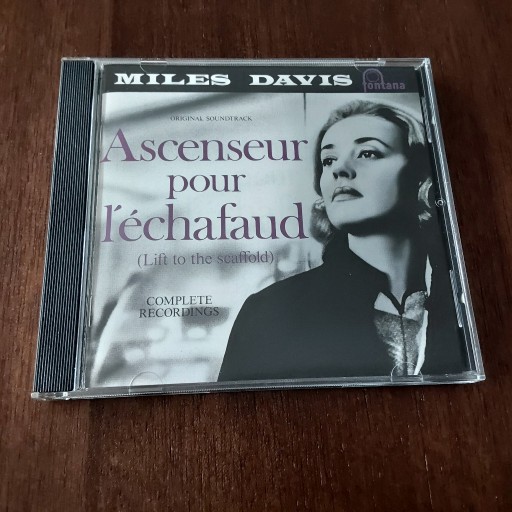 MILES DAVIS
fontana
ORIGINAL SOUNDTRACK
Ascenseur
pour
l'échafaud
(Lift to the scaffold)
COMPLETE
RECORDINGS